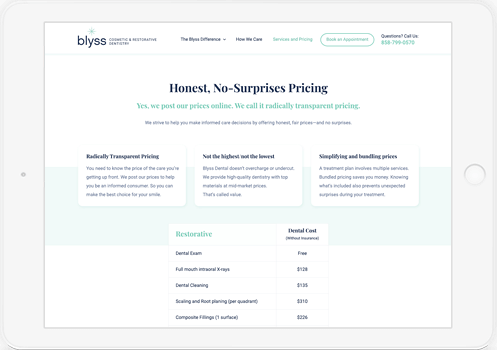 blyss COSMETIC & RESTORATIVE
DENTISTRY
The Blyss Difference
How We Care
Services and Pricing
Book an Appointment
Questions? Call Us:
858-799-0570
Honest, No-Surprises Pricing
Yes, we post our prices online. We call it radically transparent pricing.
We strive to help you make informed care decisions by offering honest, fair prices—and no surprises.
Radically Transparent Pricing
You need to know the price of the care you're
getting up front. We post our prices to help
you be an informed consumer. So you can
make the best choice for your smile.
Not the highest/not the lowest
Blyss Dental doesn't overcharge or undercut.
We provide high-quality dentistry with top
materials at mid-market prices.
That's called value.
Simplifying and bundling prices
A treatment plan involves multiple services.
Bundled pricing saves you money. Knowing
what's included also prevents unexpected
surprises during your treatment.
Restorative
Dental Cost
(Without Insurance)
Dental Exam Free
Full mouth intraoral X-rays $128
Dental Cleaning $135
Scaling and Root planing (per quadrant) $310
Composite Fillings (1 surface) $226